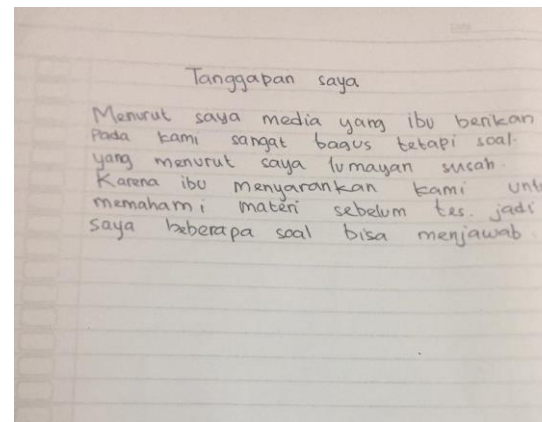 Tanggapan saya
Menurut saya media yang ibu berikan
Pada kami sangat bagus tetapi soal.
yang menurut saya lumayan susah.
Karena ibu menyarankan kami unt
memahami materi sebelum tes. jadi
saya beberapa soal bisa menjawab